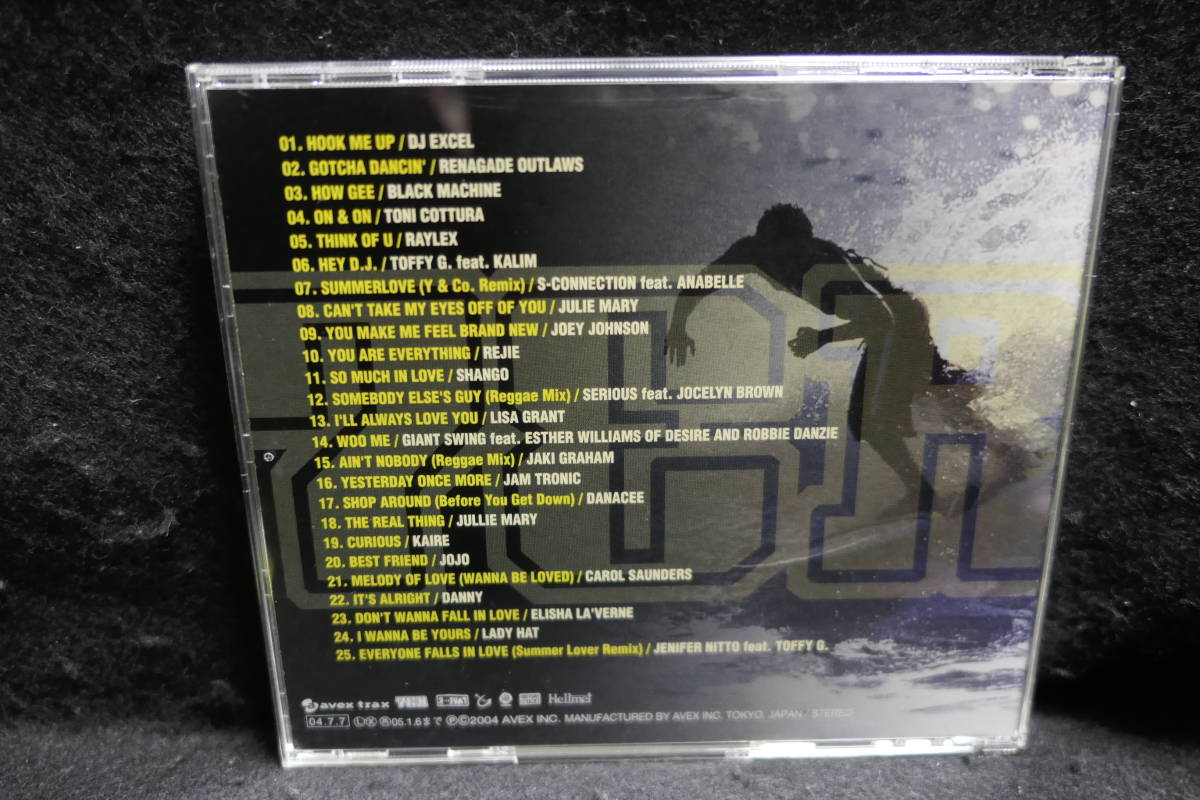 01. HOOK ME UP / DJ EXCEL
02. GOTCHA DANCIN' / RENAGADE OUTLAWS
03. HOW GEE / BLACK MACHINE
04. ON & ON / TONI COTTURA
05. THINK OF U / RAYLEX
06. HEY D.J. / TOFFY G. feat. KALIM
07. SUMMERLOVE (Y & Co. Remix) / S-CONNECTION feat. ANABELLE
08. CAN'T TAKE MY EYES OFF OF YOU / JULIE MARY
09. YOU MAKE ME FEEL BRAND NEW / JOEY JOHNSON
10. YOU ARE EVERYTHING / REJIE
11. SO MUCH IN LOVE / SHANGO
12. SOMEBODY ELSE'S GUY (Reggae Mix) / SERIOUS feat. JOCELYN BROWN
13. I'LL ALWAYS LOVE YOU / LISA GRANT
14. WOO ME / GIANT SWING feat. ESTHER WILLIAMS OF DESIRE AND ROBBIE DANZIE
15. AIN'T NOBODY (Reggae Mix) / JAKI GRAHAM
16. YESTERDAY ONCE MORE / JAM TRONIC
17. SHOP AROUND (Before You Get Down) / DANACEE
18. THE REAL THING / JULLIE MARY
19. CURIOUS / KAIRE
20. BEST FRIEND / JOJO
21. MELODY OF LOVE (WANNA BE LOVED) / CAROL SAUNDERS
22. IT'S ALRIGHT / DANNY
23. DON'T WANNA FALL IN LOVE / ELISHA LA'VERNE
24. I WANNA BE YOURS / LADY HAT
25. EVERYONE FALLS IN LOVE (Summer Lover Remix) / JENIFER NITTO feat. TOFFY G.
avex trax Hellmet
04.7.7 Ⓛ Ⓧ 05.1.6まで Ⓟ©2004 AVEX INC. MANUFACTURED BY AVEX INC. TOKYO, JAPAN / STEREO